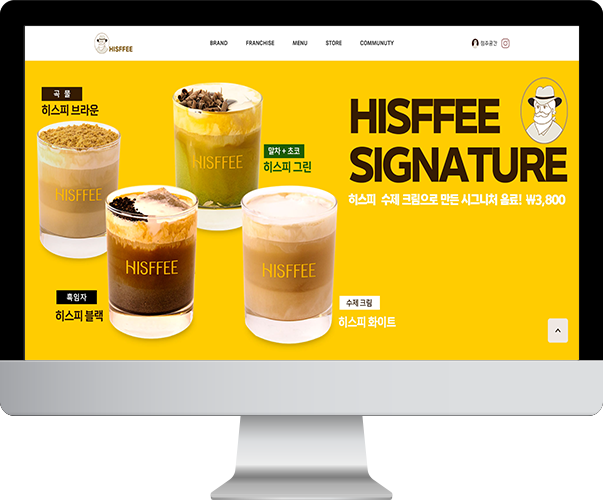 HISFFEE
BRAND
FRANCHISE
MENU
STORE
COMMUNUTY
점주공간
곡 물
히스피 브라운
HISFFEE
HISFFEE
말차 + 초코
히스피 그린
HISFFEE
HISFFEE
흑임자
히스피 블랙
수제 크림
히스피 화이트
HISFFEE
SIGNATURE
히스피 수제 크림으로 만든 시그니처 음료! ₩3,800